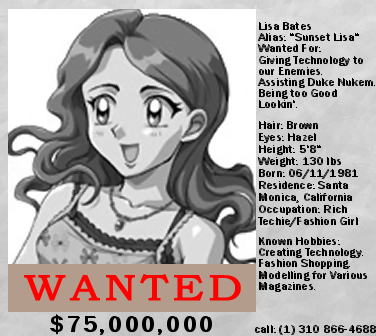 Lisa Bates
Alias: "Sunset Lisa"
Wanted For:
Giving Technology to
our Enemies.
Assisting Duke Nukem.
Being too Good
Lookin'.
Hair: Brown
Eyes: Hazel
Height: 5'8"
Weight: 130 lbs
Born: 06/11/1981
Residence: Santa
Monica, California
Occupation: Rich
Techie/Fashion Girl
Known Hobbies:
Creating Technology.
Fashion Shopping.
Modelling for Various
Magazines.
WANTED
$75,000,000
call: (1) 310 866-4688